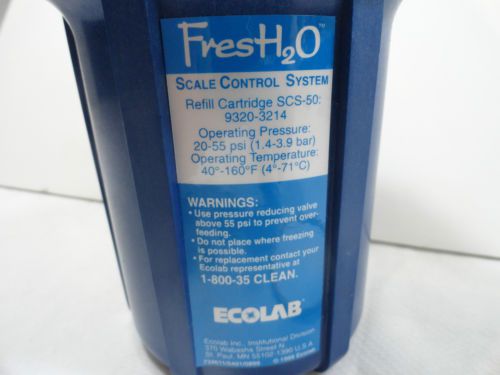 FresH2O™
SCALE CONTROL SYSTEM
Refill Cartridge SCS-50:
9320-3214
Operating Pressure:
20-55 psi (1.4-3.9 bar)
Operating Temperature:
40°-160°F (4°-71°C)
WARNINGS:
• Use pressure reducing valve
above 55 psi to prevent over-
feeding.
• Do not place where freezing
is possible.
• For replacement contact your
Ecolab representative at
1-800-35 CLEAN.
ECOLAB
Ecolab Inc. Institutional Division
370 Wabasha Street N.
St. Paul, MN 55102-1390 U.S.A.
Ecolab